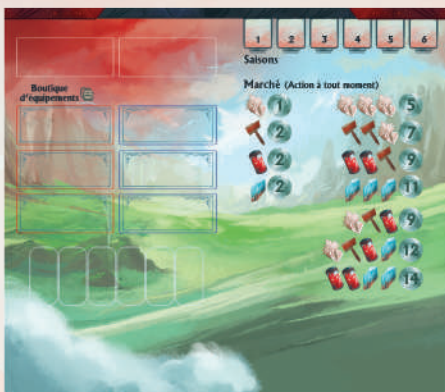 1 2 3 4 5 6
Saisons
Marché (Action à tout moment)
Boutique
d'équipements
1 5
2 7
2 9
2 11
9
12
14